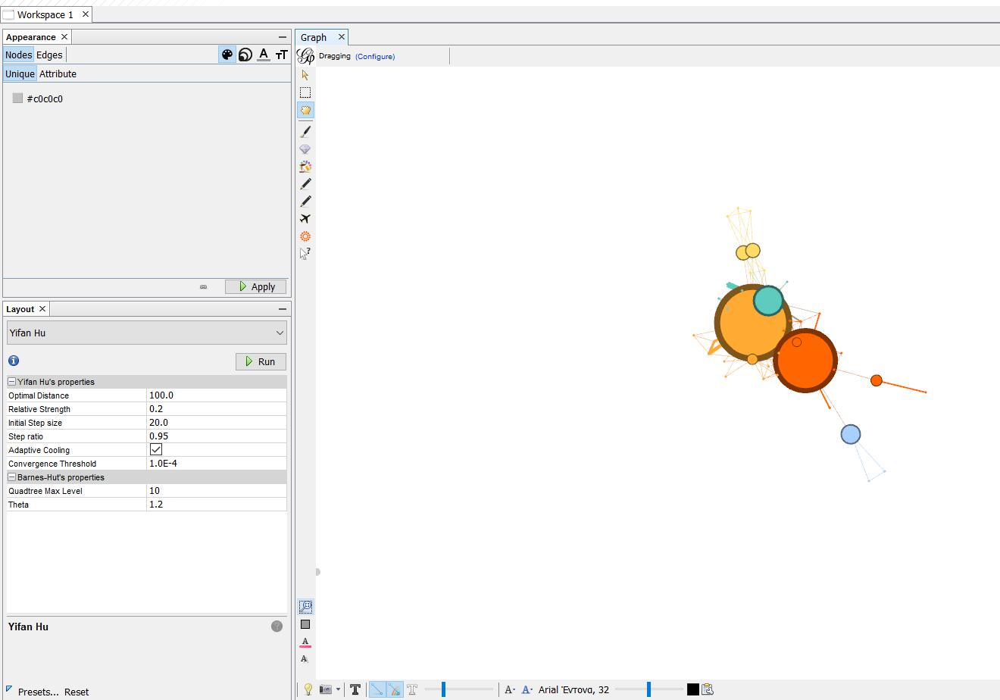 Workspace 1
Appearance
Nodes Edges
Unique Attribute
#c0c0c0
Apply
Layout
Yifan Hu
Run
Yifan Hu's properties
Optimal Distance 100.0
Relative Strength 0.2
Initial Step size 20.0
Step ratio 0.95
Adaptive Cooling
Convergence Threshold 1.0E-4
Barnes-Hut's properties
Quadtree Max Level 10
Theta 1.2
Yifan Hu
Presets... Reset
Graph
Dragging (Configure)
Arial Έντονα, 32